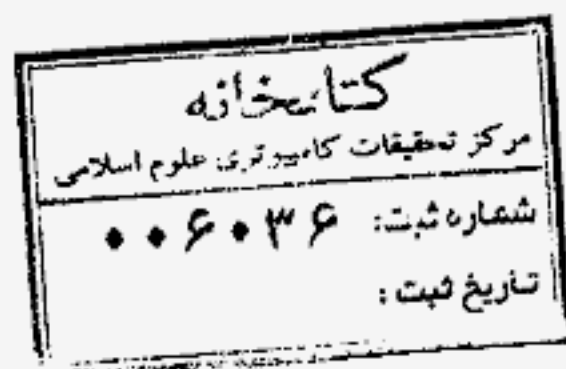 کتابخانه
مرکز تحقیقات کامپیوتری علوم اسلامی
شماره ثبت: ۰۰۶۰۳۶
تاریخ ثبت: